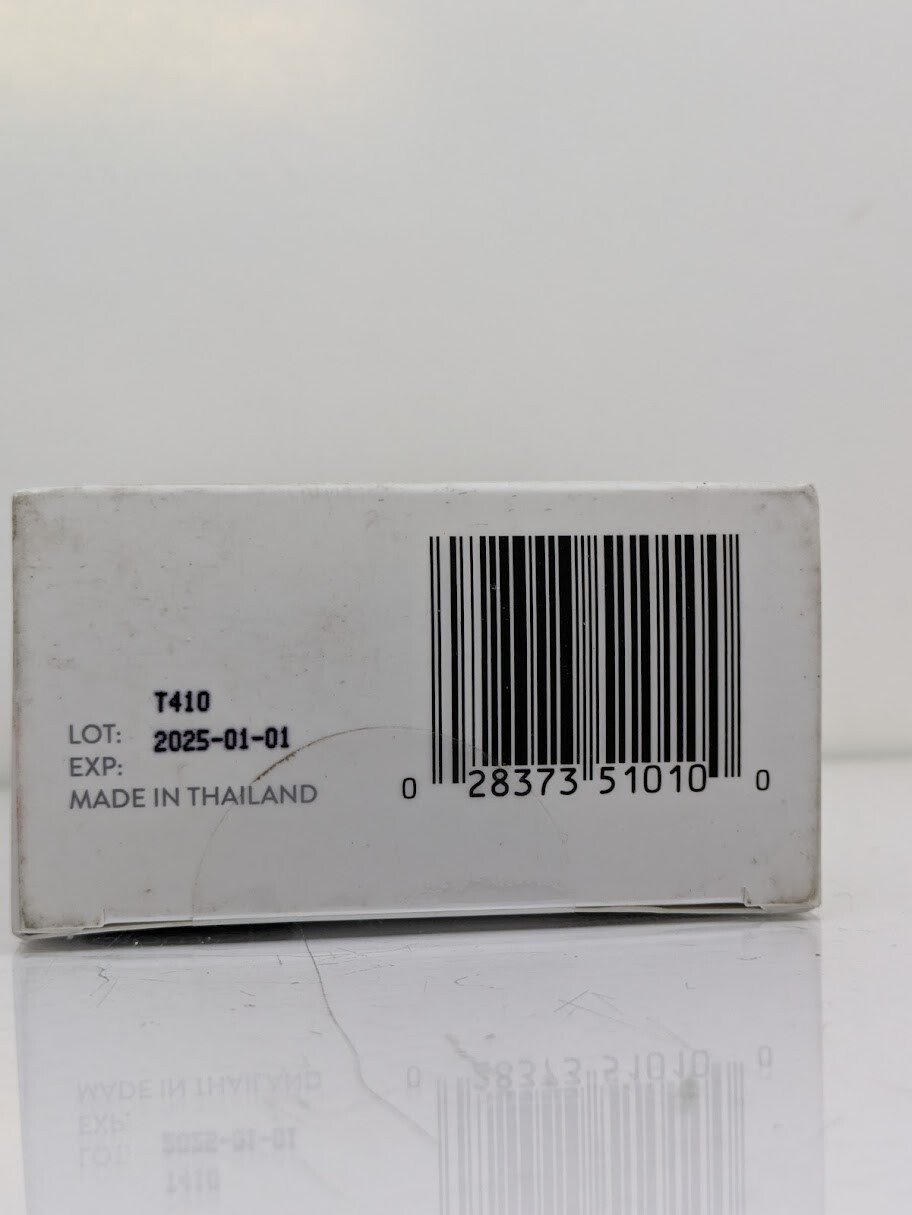 T410
LOT: 2025-01-01
EXP:
MADE IN THAILAND
0 28373 51010 0